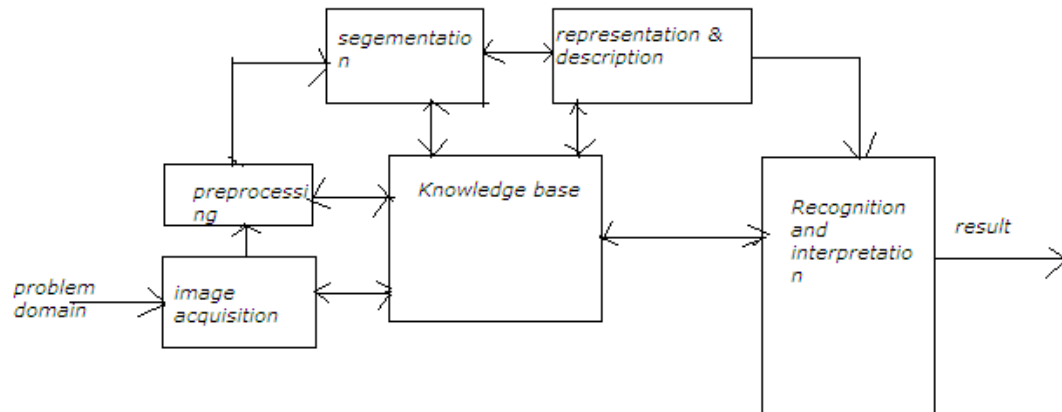 segementatio
n
representation &
description
preprocessi
ng
Knowledge base
Recognition
and
interpretatio
n
result
problem
domain
image
acquisition